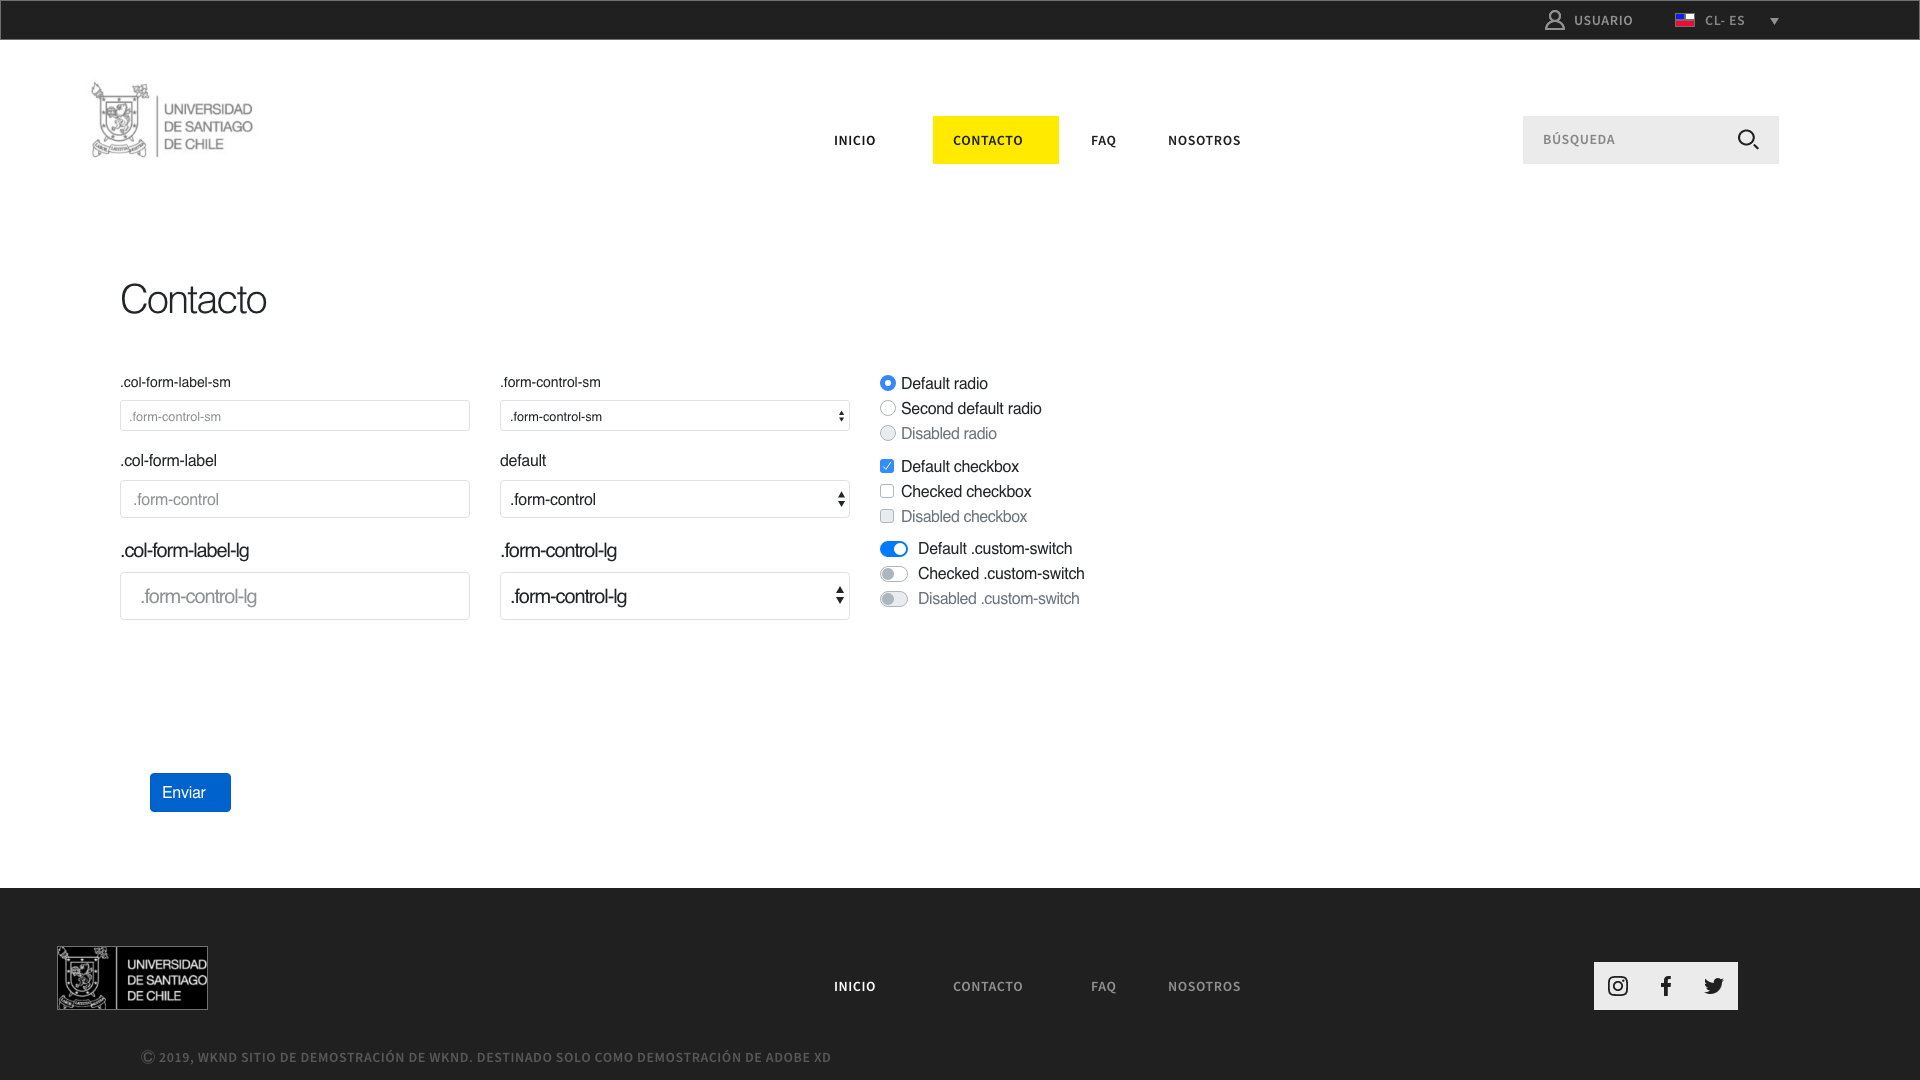 USUARIO
CL- ES
UNIVERSIDAD
DE SANTIAGO
DE CHILE
INICIO
CONTACTO
FAQ
NOSOTROS
BÚSQUEDA
Contacto
.col-form-label-sm
.form-control-sm
.col-form-label
.form-control
.col-form-label-lg
.form-control-lg
.form-control-sm
.form-control-sm
default
.form-control
.form-control-lg
.form-control-lg
Default radio
Second default radio
Disabled radio
Default checkbox
Checked checkbox
Disabled checkbox
Default .custom-switch
Checked .custom-switch
Disabled .custom-switch
Enviar
UNIVERSIDAD
DE SANTIAGO
DE CHILE
INICIO
CONTACTO
FAQ
NOSOTROS
© 2019, WKND SITIO DE DEMOSTRACIÓN DE WKND. DESTINADO SOLO COMO DEMOSTRACIÓN DE ADOBE XD